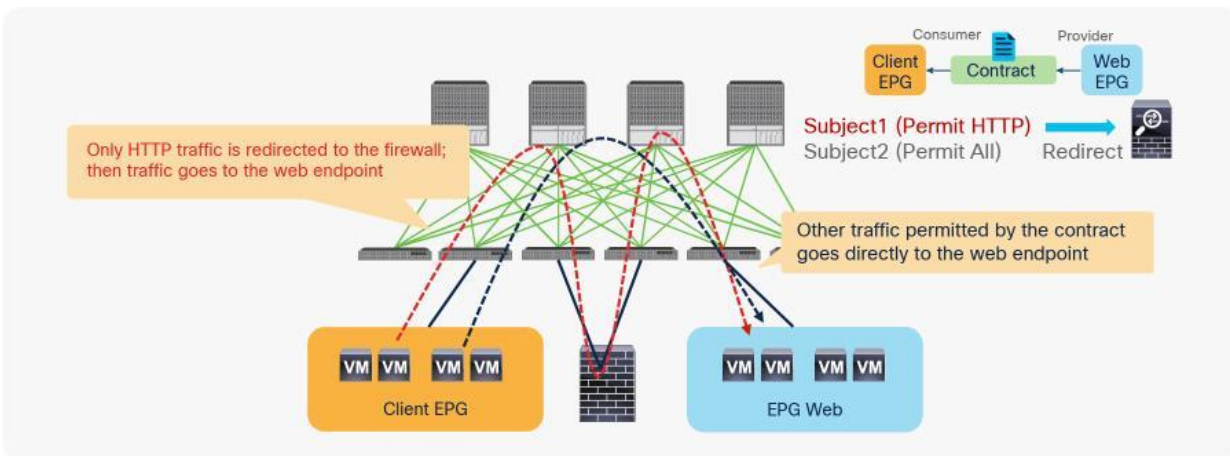 Consumer
Provider
Client
EPG
Contract
Web
EPG
Subject1 (Permit HTTP)
Subject2 (Permit All)
Redirect
Only HTTP traffic is redirected to the firewall;
then traffic goes to the web endpoint
Other traffic permitted by the contract
goes directly to the web endpoint
VM VM VM VM
Client EPG
VM VM VM VM
EPG Web